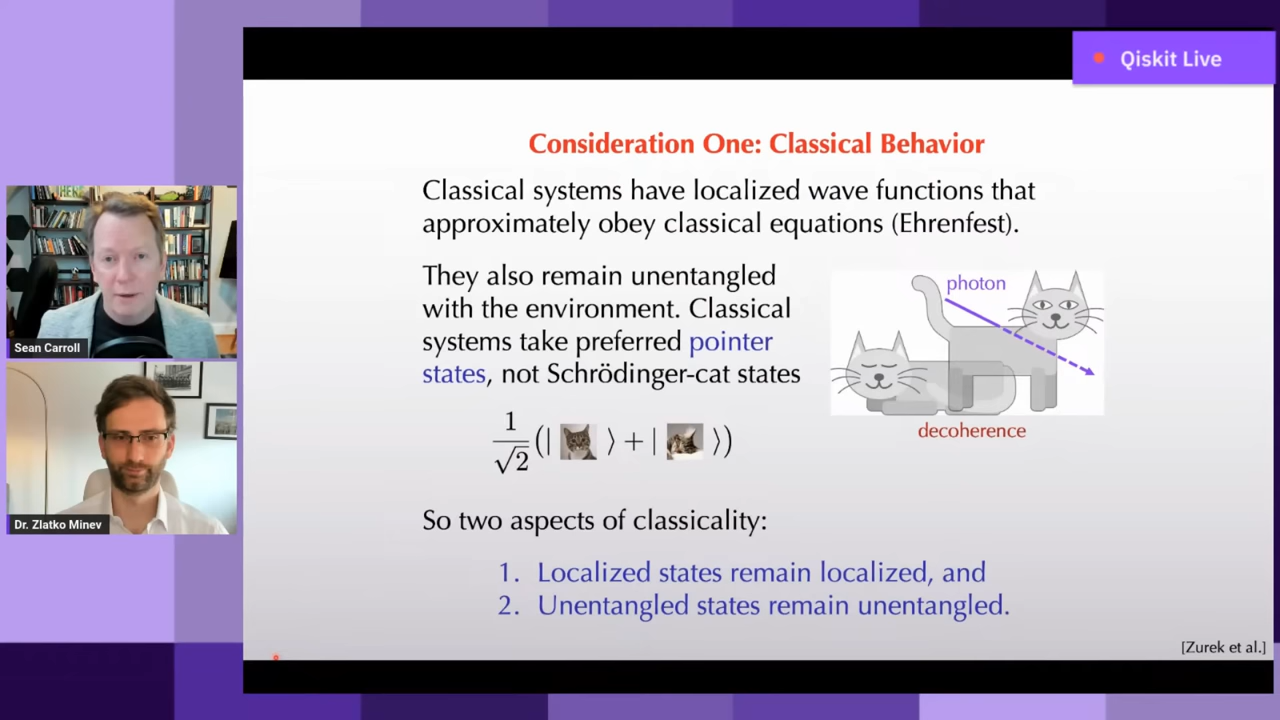 Qiskit Live
Consideration One: Classical Behavior
Classical systems have localized wave functions that
approximately obey classical equations (Ehrenfest).
They also remain unentangled
with the environment. Classical
systems take preferred pointer
states, not Schrödinger-cat states
photon
decoherence
1/√2 (| ⟩ + | ⟩)
So two aspects of classicality:
1. Localized states remain localized, and
2. Unentangled states remain unentangled.
[Zurek et al.]
Sean Carroll
Dr. Zlatko Minev